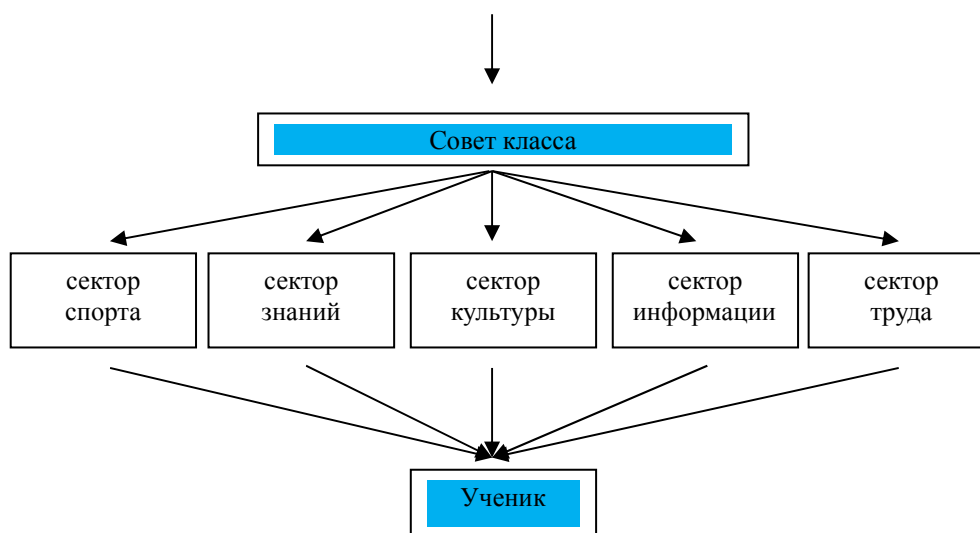 Совет класса
сектор
спорта
сектор
знаний
сектор
культуры
сектор
информации
сектор
труда
Ученик